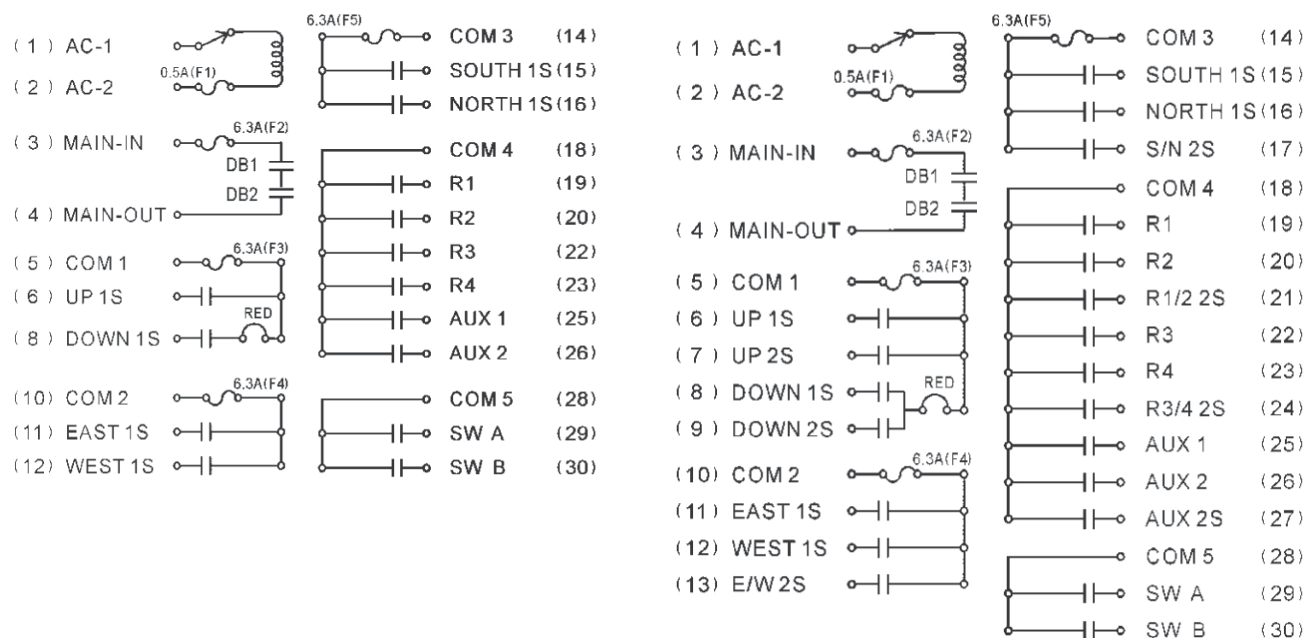 ( 1 ) AC-1
0.5A(F1)
( 2 ) AC-2
6.3A(F2)
( 3 ) MAIN-IN
DB1
DB2
( 4 ) MAIN-OUT
6.3A(F3)
( 5 ) COM 1
( 6 ) UP 1S
RED
( 8 ) DOWN 1S
6.3A(F4)
(10) COM 2
(11) EAST 1S
(12) WEST 1S
6.3A(F5)
COM 3 (14)
SOUTH 1S (15)
NORTH 1S (16)
COM 4 (18)
R1 (19)
R2 (20)
R3 (22)
R4 (23)
AUX 1 (25)
AUX 2 (26)
COM 5 (28)
SW A (29)
SW B (30)
( 1 ) AC-1
0.5A(F1)
( 2 ) AC-2
6.3A(F2)
( 3 ) MAIN-IN
DB1
DB2
( 4 ) MAIN-OUT
6.3A(F3)
( 5 ) COM 1
( 6 ) UP 1S
( 7 ) UP 2S
( 8 ) DOWN 1S
RED
( 9 ) DOWN 2S
6.3A(F4)
(10) COM 2
(11) EAST 1S
(12) WEST 1S
(13) E/W 2S
6.3A(F5)
COM 3 (14)
SOUTH 1S (15)
NORTH 1S (16)
S/N 2S (17)
COM 4 (18)
R1 (19)
R2 (20)
R1/2 2S (21)
R3 (22)
R4 (23)
R3/4 2S (24)
AUX 1 (25)
AUX 2 (26)
AUX 2S (27)
COM 5 (28)
SW A (29)
SW B (30)